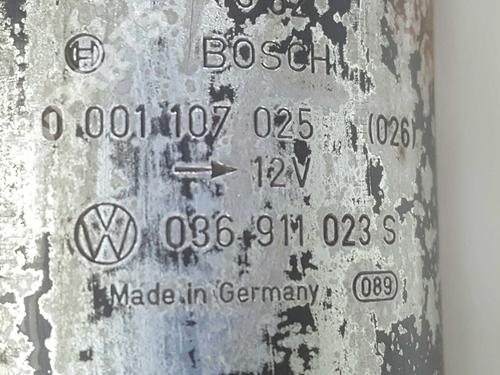 BOSCH
0 001 107 025 (026)
12V
036 911 023 S
Made in Germany 089